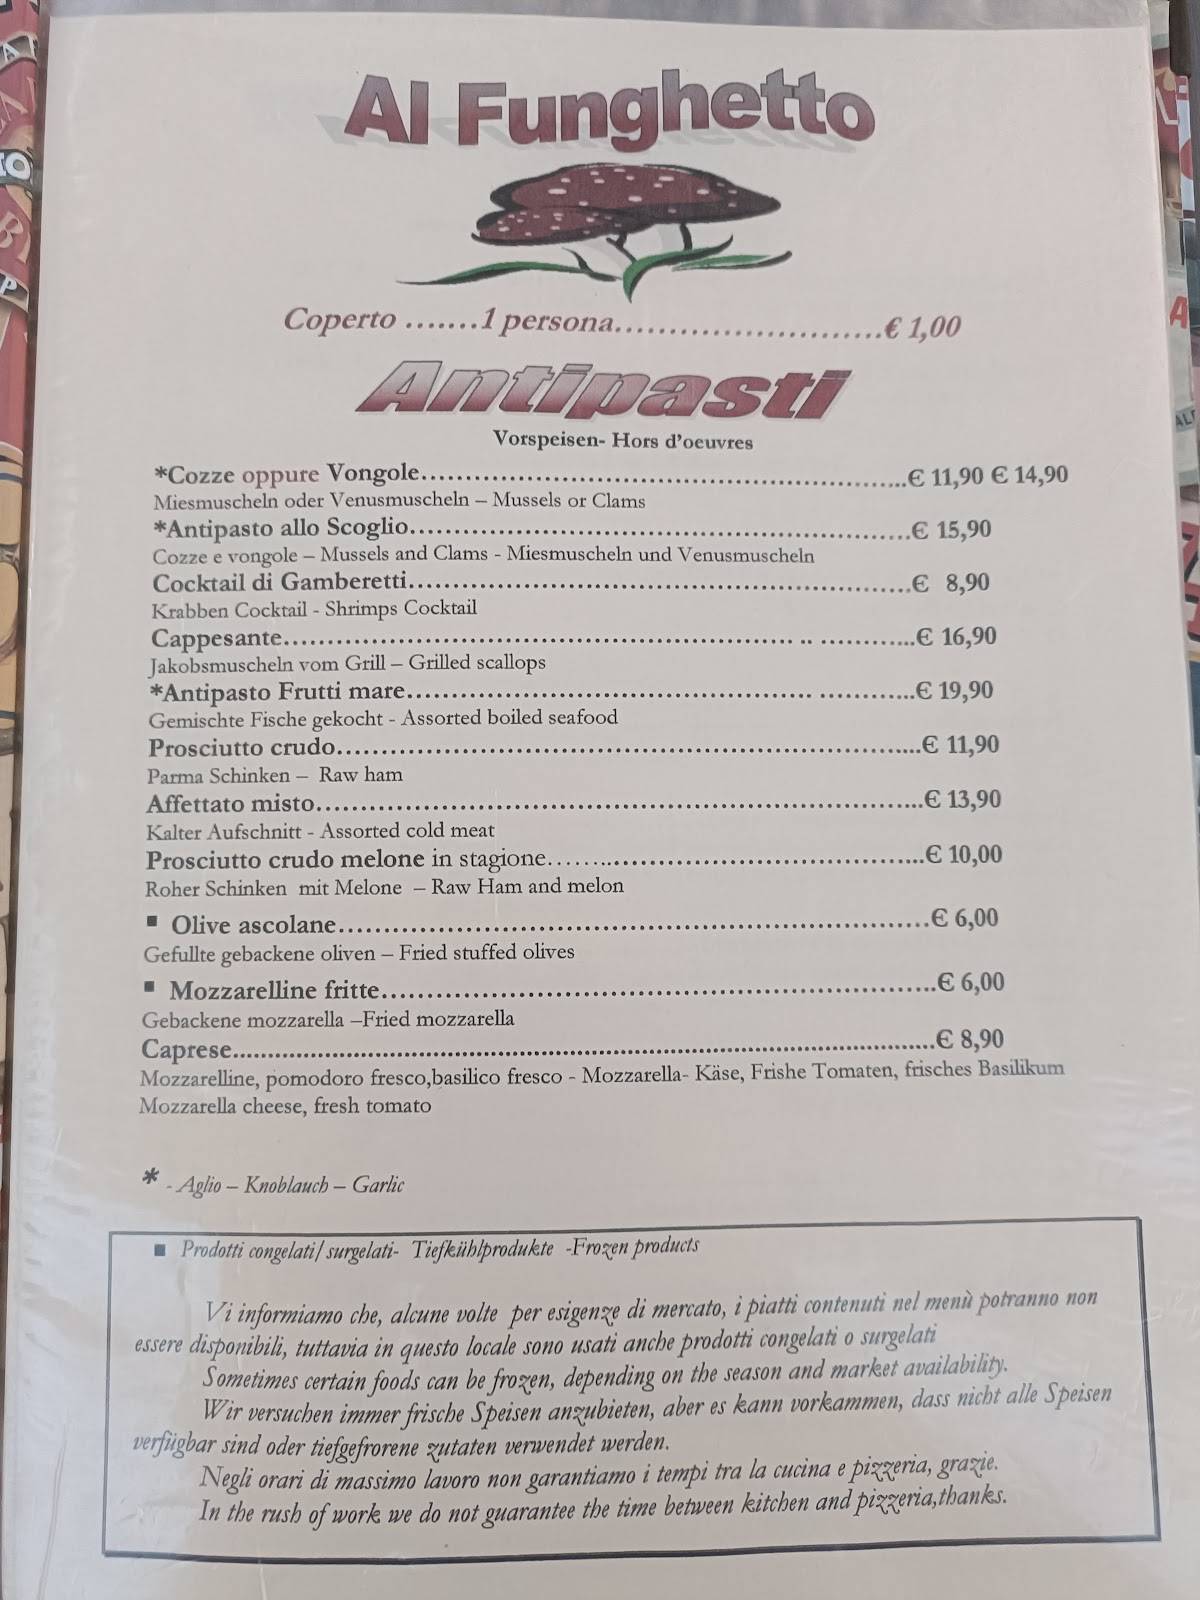 Al Funghetto
Coperto .......1 persona.........................€ 1,00
Antipasti
Vorspeisen- Hors d'oeuvres
*Cozze oppure Vongole..........................................................€ 11,90 € 14,90
Miesmuscheln oder Venusmuscheln – Mussels or Clams
*Antipasto allo Scoglio..........................................................€ 15,90
Cozze e vongole – Mussels and Clams - Miesmuscheln und Venusmuscheln
Cocktail di Gamberetti..........................................................€ 8,90
Krabben Cocktail - Shrimps Cocktail
Cappesante.......................................................... .. ............€ 16,90
Jakobsmuscheln vom Grill – Grilled scallops
*Antipasto Frutti mare.................................................. ............€ 19,90
Gemischte Fische gekocht - Assorted boiled seafood
Prosciutto crudo..................................................................€ 11,90
Parma Schinken – Raw ham
Affettato misto.....................................................................€ 13,90
Kalter Aufschnitt - Assorted cold meat
Prosciutto crudo melone in stagione...........................................€ 10,00
Roher Schinken mit Melone – Raw Ham and melon
▪ Olive ascolane.....................................................................€ 6,00
Gefullte gebackene oliven – Fried stuffed olives
▪ Mozzarelline fritte................................................................€ 6,00
Gebackene mozzarella –Fried mozzarella
Caprese...............................................................................€ 8,90
Mozzarelline, pomodoro fresco,basilico fresco - Mozzarella- Käse, Frishe Tomaten, frisches Basilikum
Mozzarella cheese, fresh tomato
* - Aglio – Knoblauch – Garlic
▪ Prodotti congelati/surgelati- Tiefkühlprodukte -Frozen products
Vi informiamo che, alcune volte per esigenze di mercato, i piatti contenuti nel menù potranno non
essere disponibili, tuttavia in questo locale sono usati anche prodotti congelati o surgelati
Sometimes certain foods can be frozen, depending on the season and market availability.
Wir versuchen immer frische Speisen anzubieten, aber es kann vorkammen, dass nicht alle Speisen
verfügbar sind oder tiefgefrorene zutaten verwendet werden.
Negli orari di massimo lavoro non garantiamo i tempi tra la cucina e pizzeria, grazie.
In the rush of work we do not guarantee the time between kitchen and pizzeria,thanks.